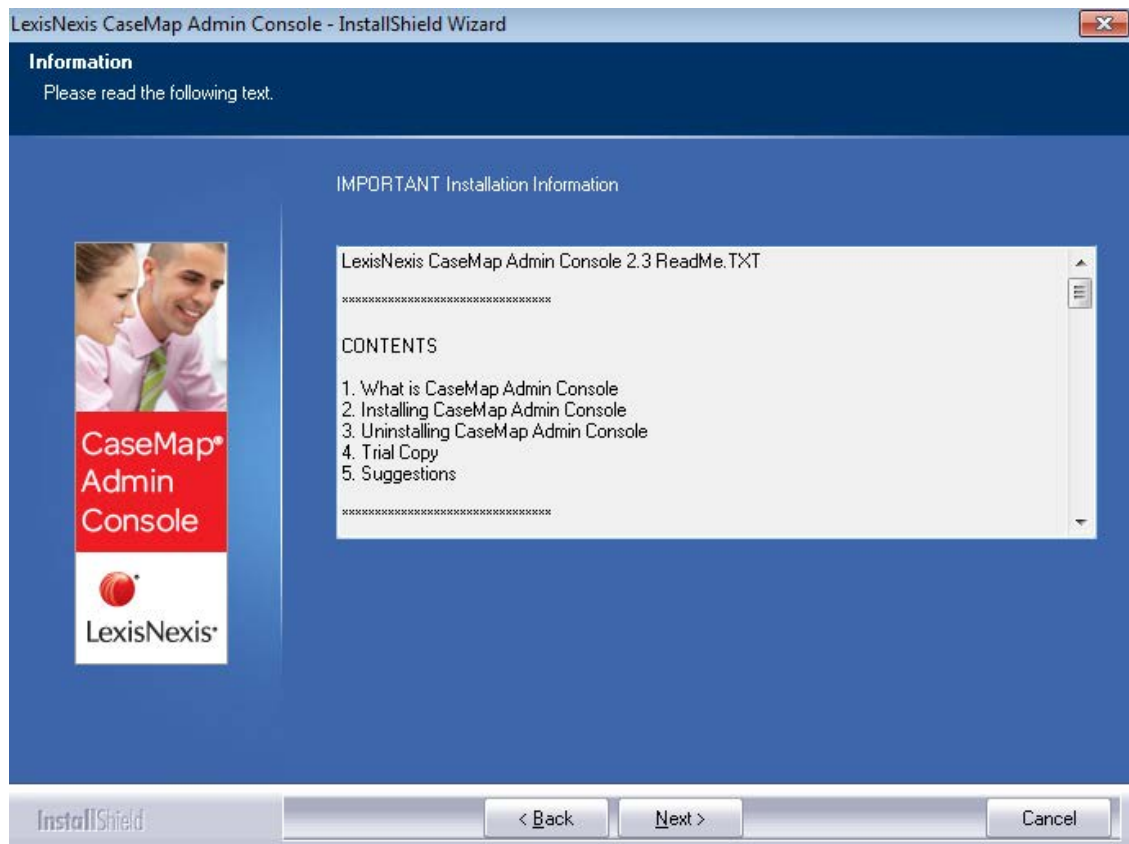 LexisNexis CaseMap Admin Console - InstallShield Wizard
Information
Please read the following text.
IMPORTANT Installation Information
LexisNexis CaseMap Admin Console 2.3 ReadMe.TXT
********************************
CONTENTS
1. What is CaseMap Admin Console
2. Installing CaseMap Admin Console
3. Uninstalling CaseMap Admin Console
4. Trial Copy
5. Suggestions
********************************
CaseMap®
Admin
Console
LexisNexis®
InstallShield
< Back
Next >
Cancel